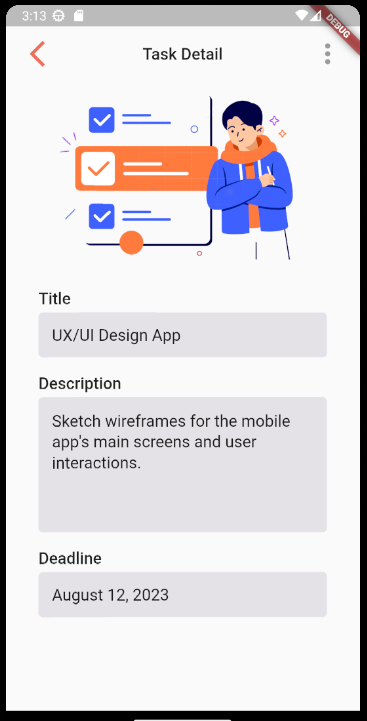 3:13
DEBUG
Task Detail
Title
UX/UI Design App
Description
Sketch wireframes for the mobile
app's main screens and user
interactions.
Deadline
August 12, 2023